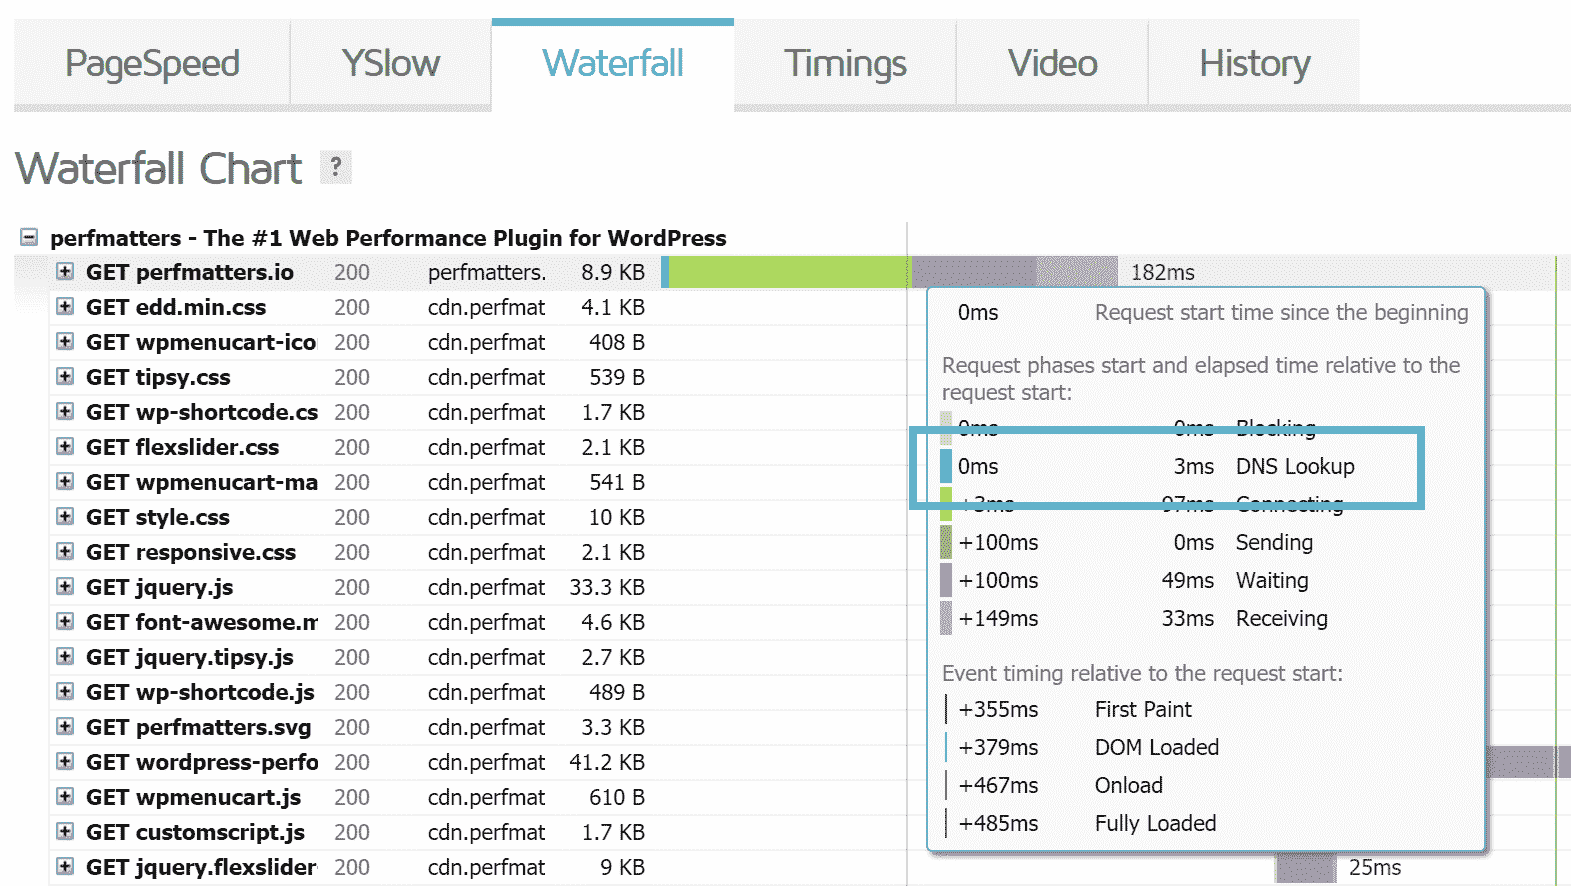 PageSpeed YSlow Waterfall Timings Video History
Waterfall Chart ?
perfmatters - The #1 Web Performance Plugin for WordPress
GET perfmatters.io 200 perfmatters. 8.9 KB 182ms
GET edd.min.css 200 cdn.perfmat 4.1 KB
GET wpmenucart-ico 200 cdn.perfmat 408 B
GET tipsy.css 200 cdn.perfmat 539 B
GET wp-shortcode.cs 200 cdn.perfmat 1.7 KB
GET flexslider.css 200 cdn.perfmat 2.1 KB
GET wpmenucart-ma 200 cdn.perfmat 541 B
GET style.css 200 cdn.perfmat 10 KB
GET responsive.css 200 cdn.perfmat 2.1 KB
GET jquery.js 200 cdn.perfmat 33.3 KB
GET font-awesome.m 200 cdn.perfmat 4.6 KB
GET jquery.tipsy.js 200 cdn.perfmat 2.7 KB
GET wp-shortcode.js 200 cdn.perfmat 489 B
GET perfmatters.svg 200 cdn.perfmat 3.3 KB
GET wordpress-perfo 200 cdn.perfmat 41.2 KB
GET wpmenucart.js 200 cdn.perfmat 610 B
GET customscript.js 200 cdn.perfmat 1.7 KB
GET jquery.flexslider 200 cdn.perfmat 9 KB 25ms
0ms Request start time since the beginning
Request phases start and elapsed time relative to the
request start:
0ms 0ms Blocking
0ms 3ms DNS Lookup
+3ms 97ms Connecting
+100ms 0ms Sending
+100ms 49ms Waiting
+149ms 33ms Receiving
Event timing relative to the request start:
+355ms First Paint
+379ms DOM Loaded
+467ms Onload
+485ms Fully Loaded